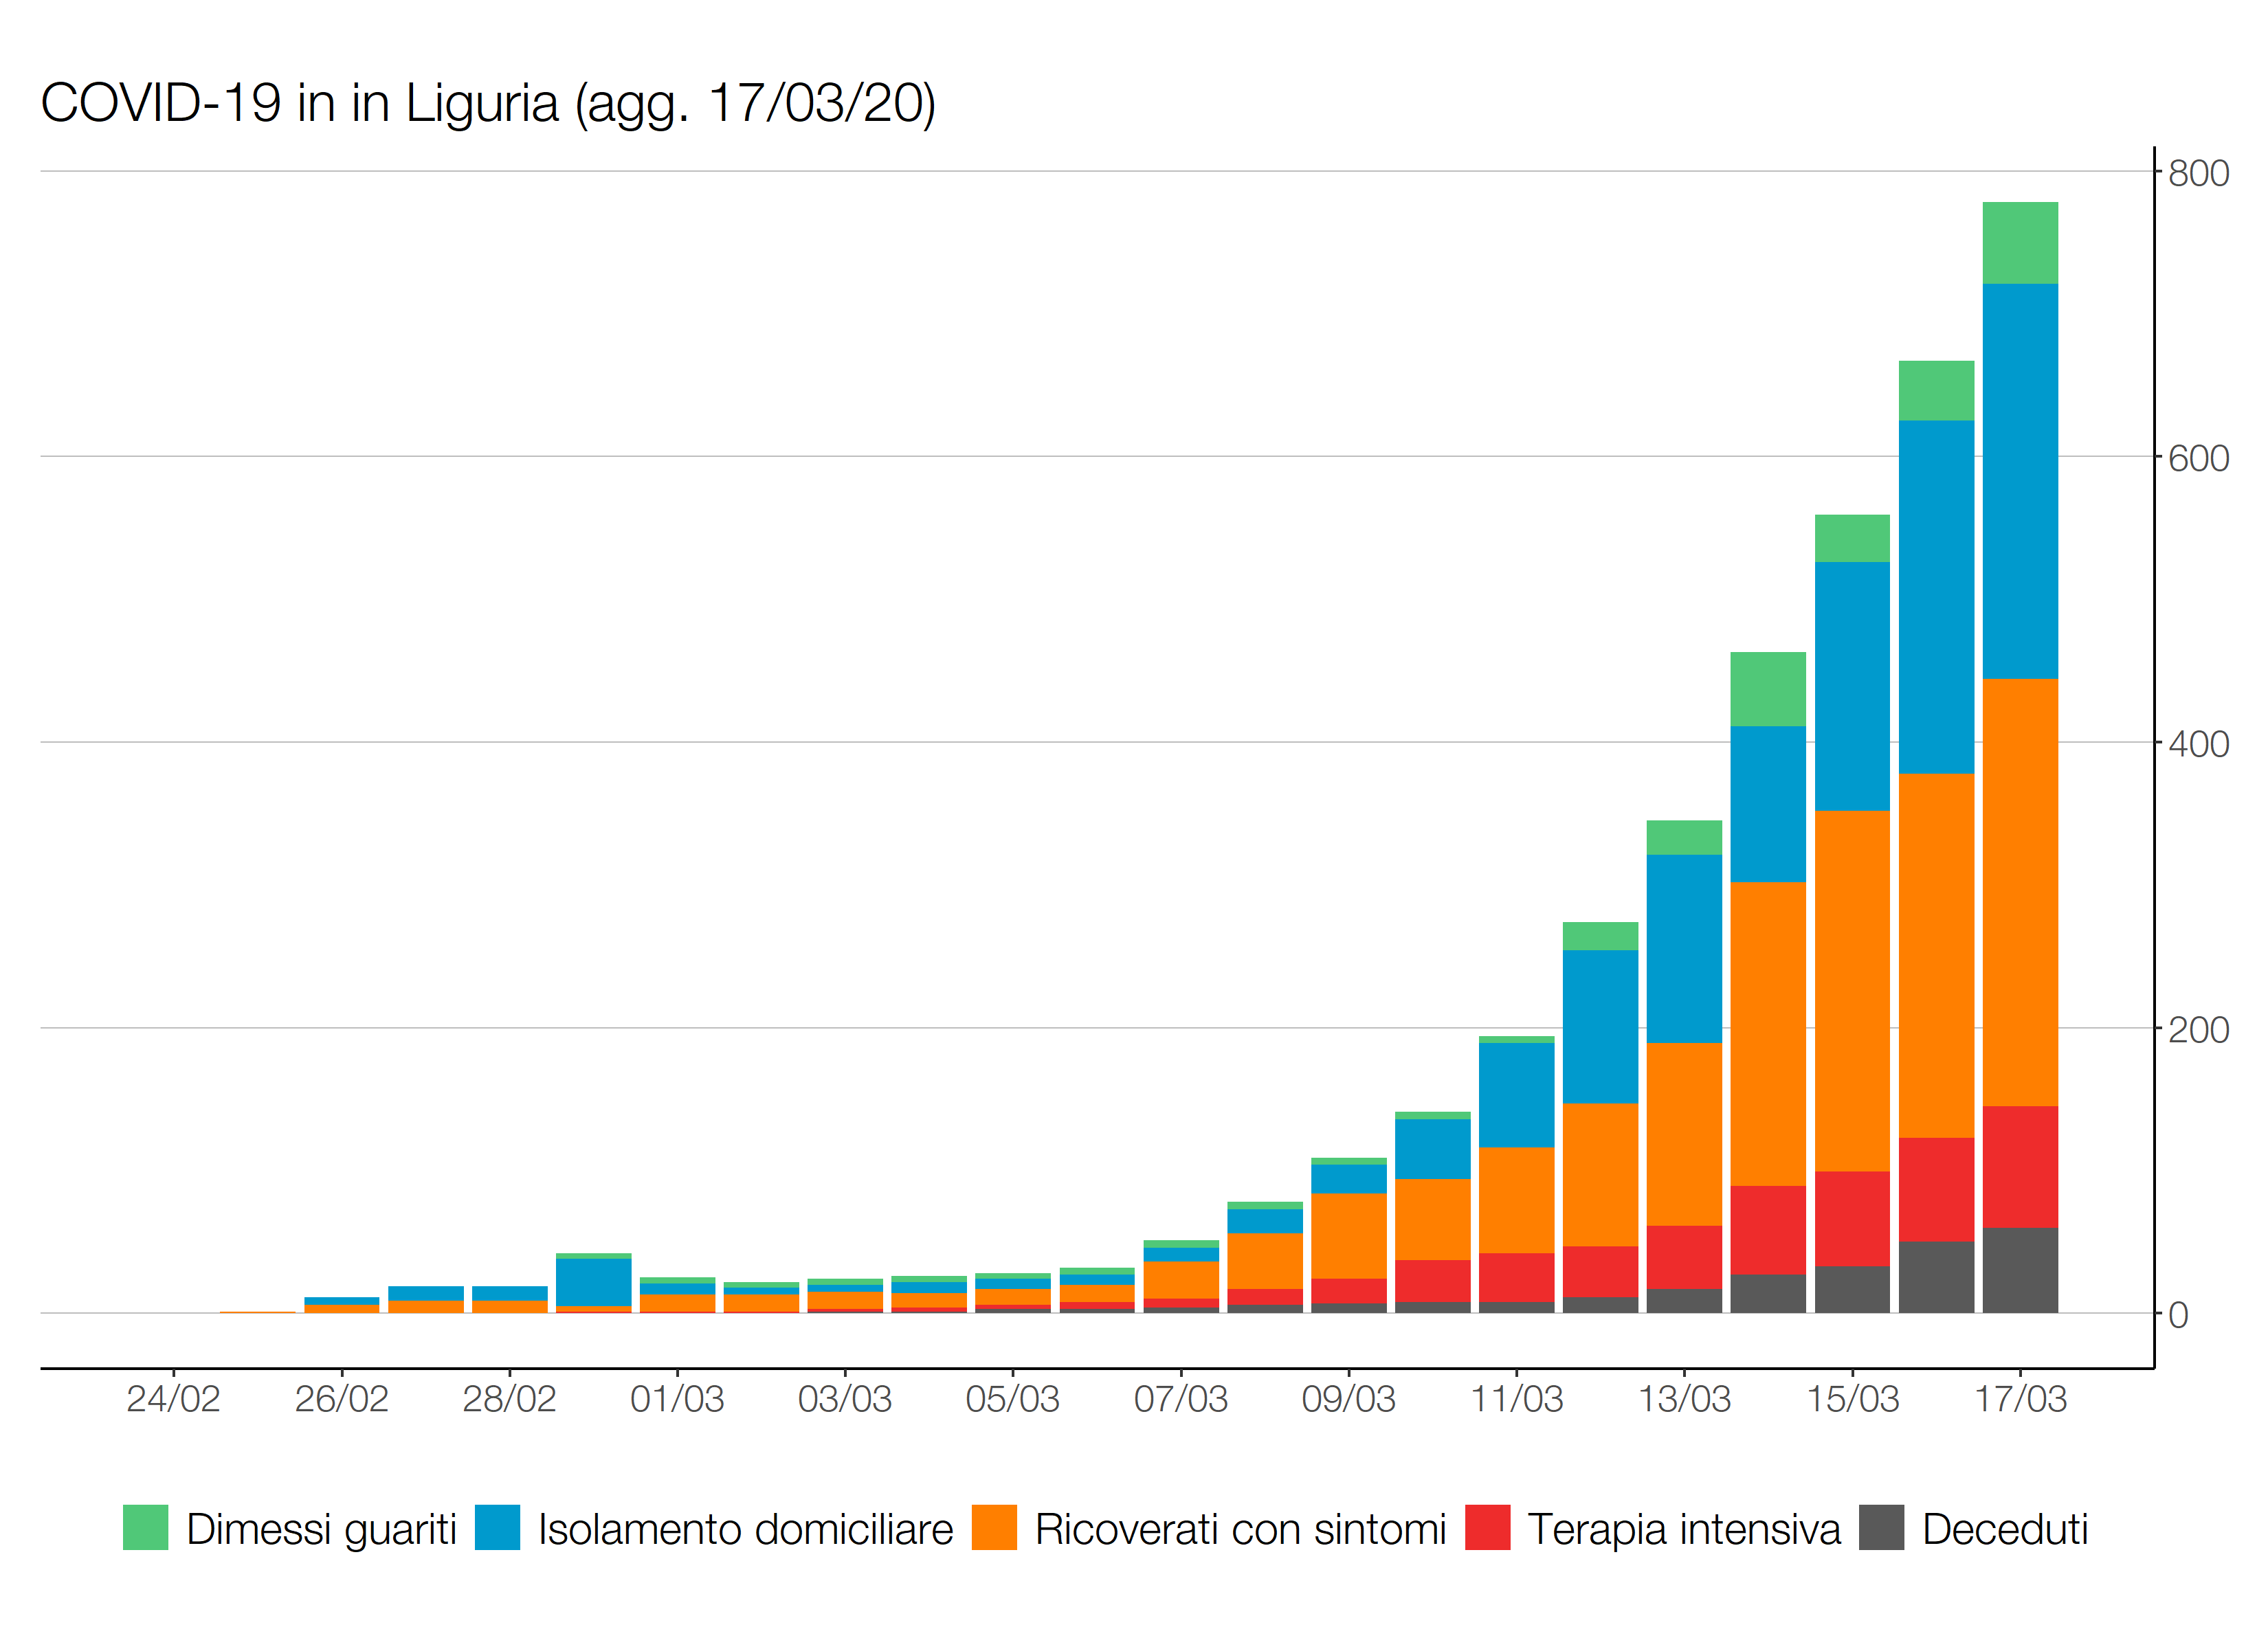 COVID-19 in in Liguria (agg. 17/03/20)
800
600
400
200
0
24/02 26/02 28/02 01/03 03/03 05/03 07/03 09/03 11/03 13/03 15/03 17/03
Dimessi guariti Isolamento domiciliare Ricoverati con sintomi Terapia intensiva Deceduti